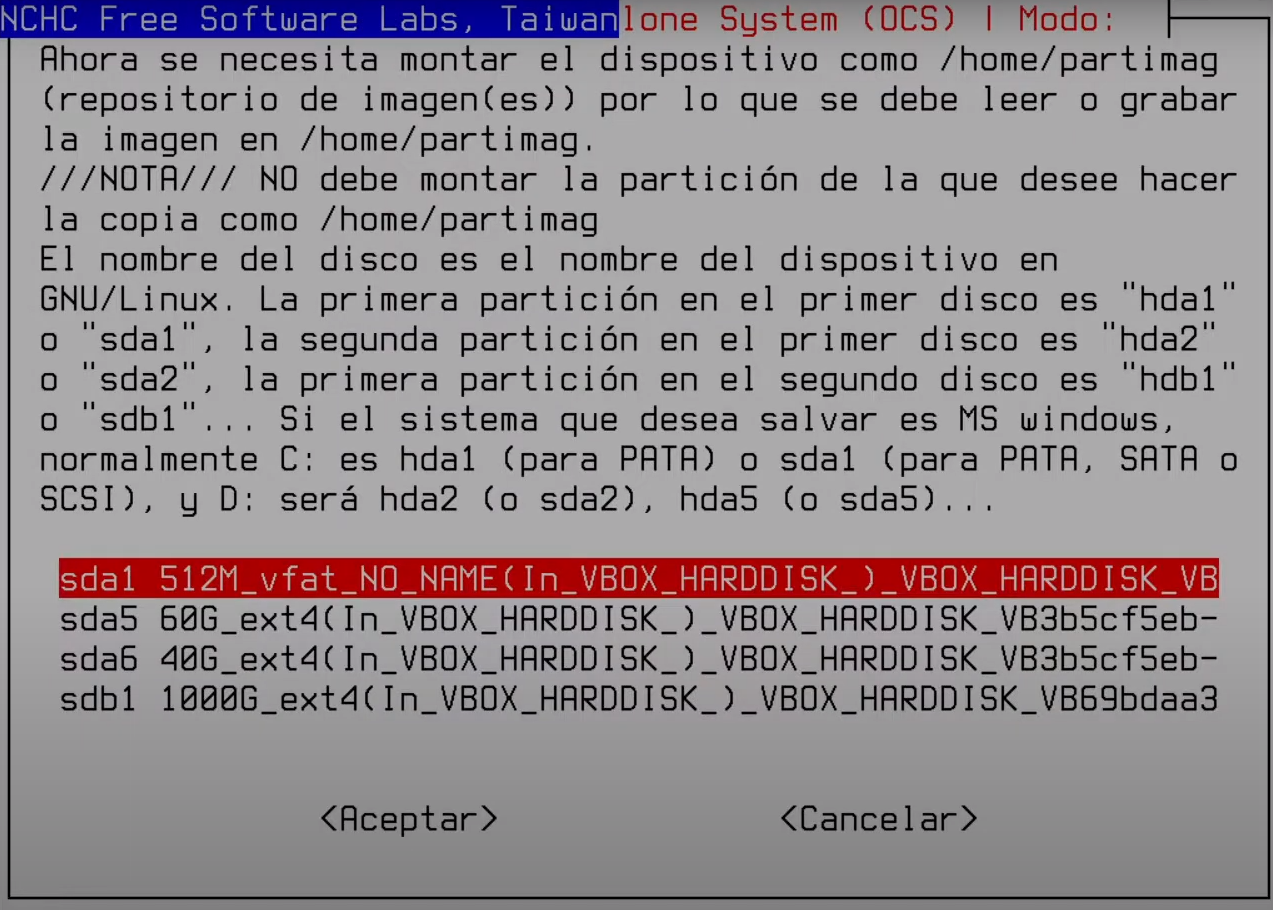 NCHC Free Software Labs, Taiwanlone System (OCS) | Modo:
Ahora se necesita montar el dispositivo como /home/partimag
(repositorio de imagen(es)) por lo que se debe leer o grabar
la imagen en /home/partimag.
///NOTA/// NO debe montar la partición de la que desee hacer
la copia como /home/partimag
El nombre del disco es el nombre del dispositivo en
GNU/Linux. La primera partición en el primer disco es "hda1"
o "sda1", la segunda partición en el primer disco es "hda2"
o "sda2", la primera partición en el segundo disco es "hdb1"
o "sdb1"... Si el sistema que desea salvar es MS windows,
normalmente C: es hda1 (para PATA) o sda1 (para PATA, SATA o
SCSI), y D: será hda2 (o sda2), hda5 (o sda5)...
sda1 512M_vfat_NO_NAME(In_VBOX_HARDDISK_)_VBOX_HARDDISK_VB
sda5 60G_ext4(In_VBOX_HARDDISK_)_VBOX_HARDDISK_VB3b5cf5eb-
sda6 40G_ext4(In_VBOX_HARDDISK_)_VBOX_HARDDISK_VB3b5cf5eb-
sdb1 1000G_ext4(In_VBOX_HARDDISK_)_VBOX_HARDDISK_VB69bdaa3
<Aceptar> <Cancelar>